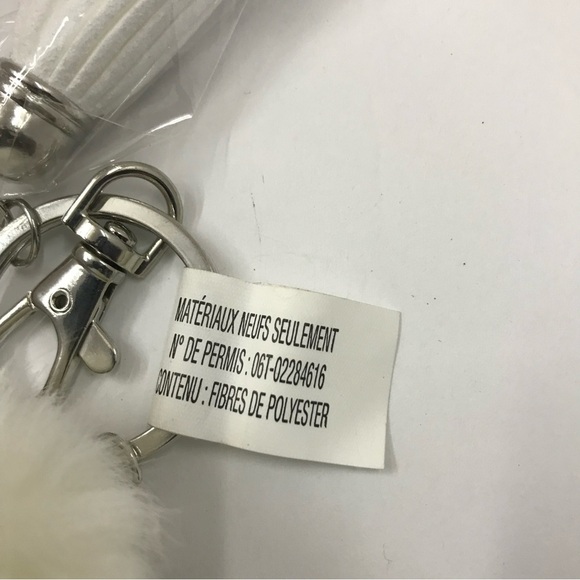 MATÉRIAUX NEUFS SEULEMENT
N° DE PERMIS : 06T-02284616
CONTENU : FIBRES DE POLYESTER